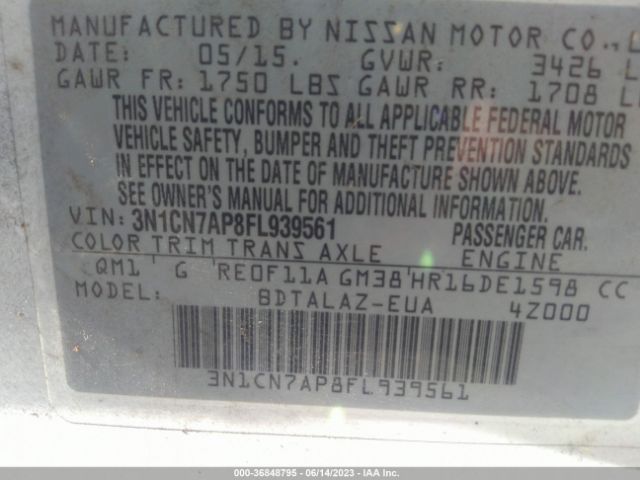 MANUFACTURED BY NISSAN MOTOR CO.,
DATE: 05/15. GVWR: 3426 L
GAWR FR: 1750 LBS GAWR RR: 1708 L
THIS VEHICLE CONFORMS TO ALL APPLICABLE FEDERAL MOTOR
VEHICLE SAFETY, BUMPER AND THEFT PREVENTION STANDARDS
IN EFFECT ON THE DATE OF MANUFACTURE SHOWN ABOVE.
SEE OWNER'S MANUAL FOR ADDITIONAL INFORMATION.
VIN: 3N1CN7AP8FL939561 PASSENGER CAR.
COLOR TRIM TRANS AXLE ENGINE
QM1 G RE0F11A GM38 HR16DE1598 CC
MODEL: BDTALAZ-EUA 4Z000
3N1CN7AP8FL939561
000-36848795 - 06/14/2023 - IAA Inc.